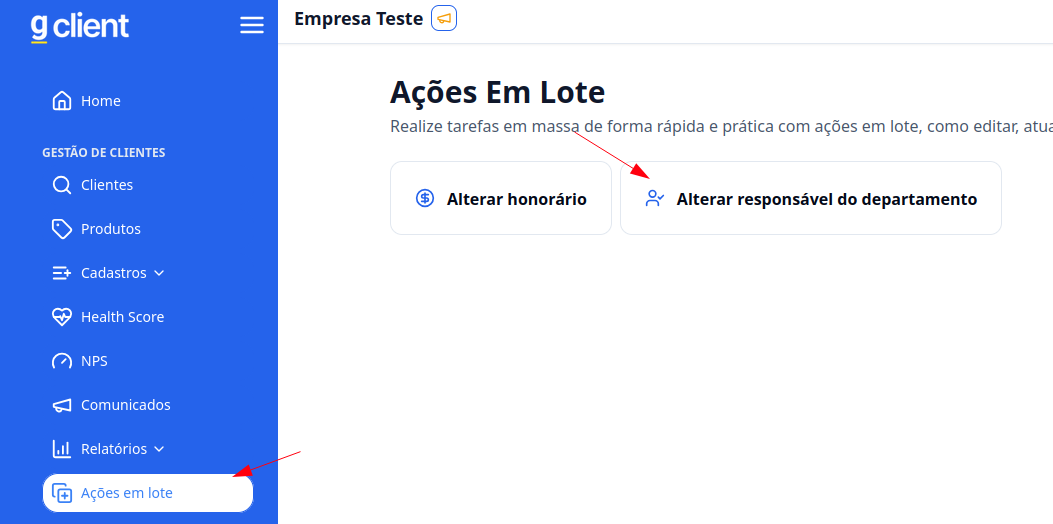 g client
Empresa Teste
Home
GESTÃO DE CLIENTES
Clientes
Produtos
Cadastros
Health Score
NPS
Comunicados
Relatórios
Ações em lote
Ações Em Lote
Realize tarefas em massa de forma rápida e prática com ações em lote, como editar, atua
Alterar honorário
Alterar responsável do departamento